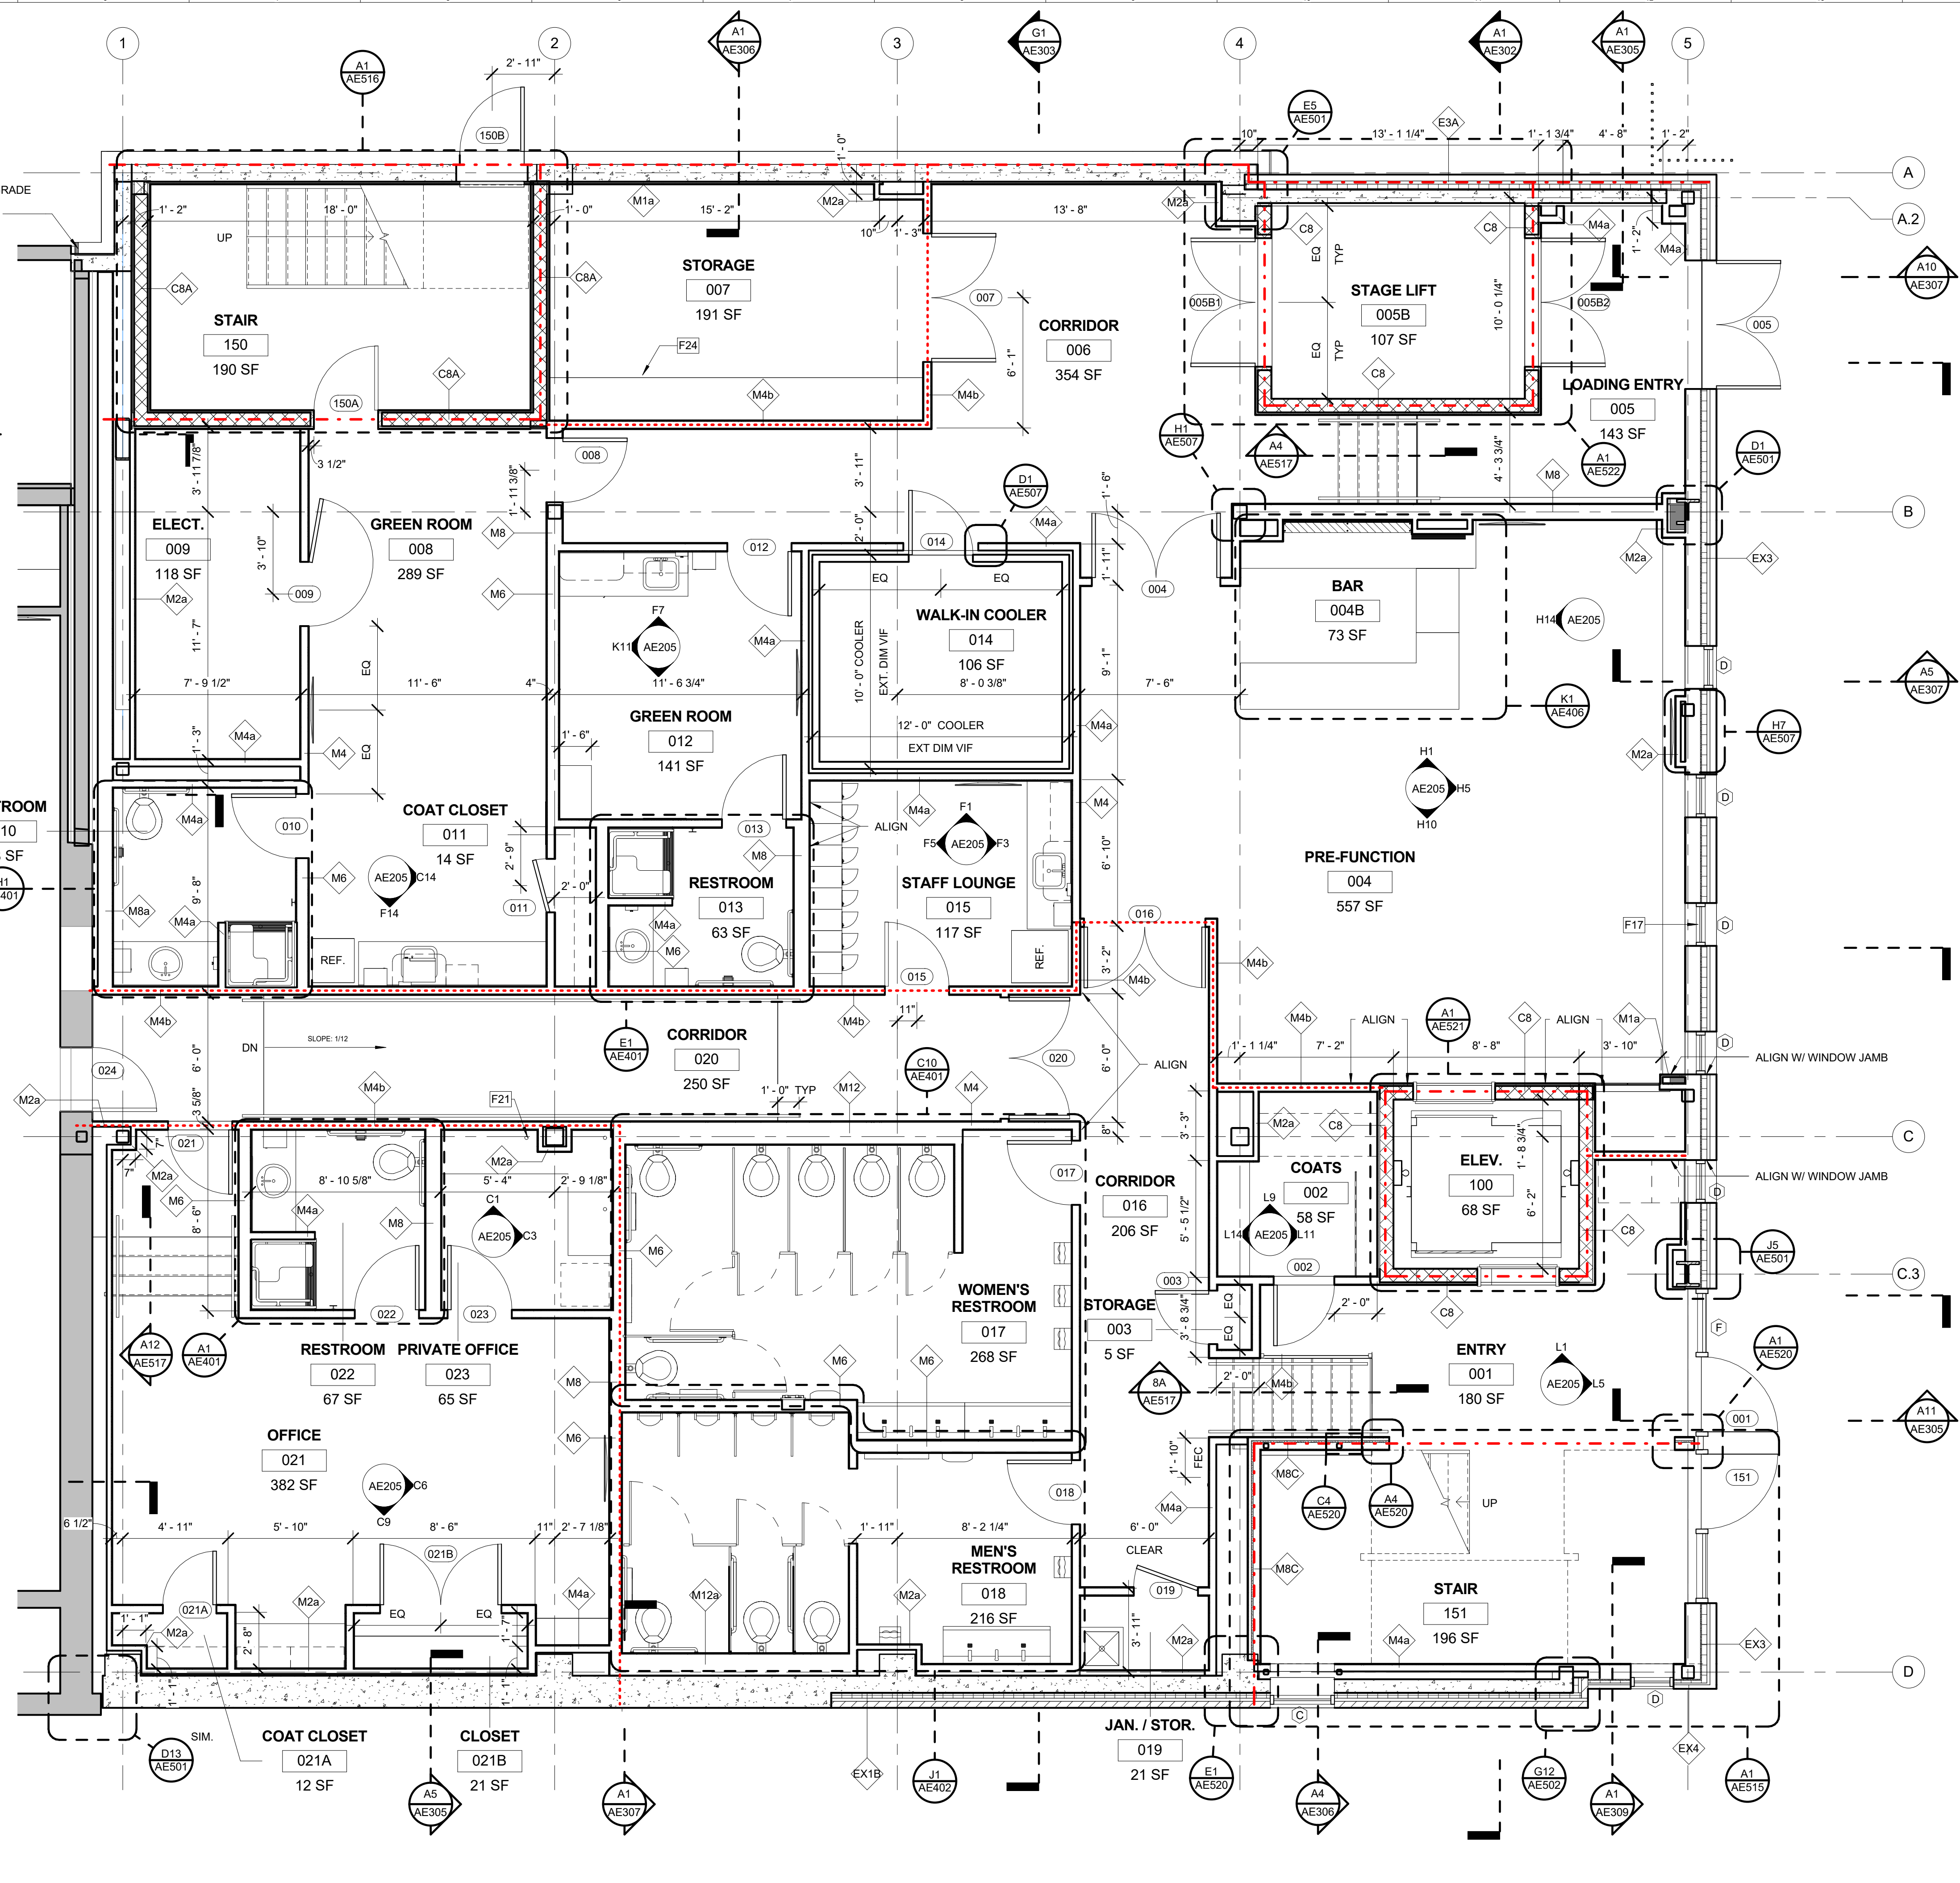 1
2
3
4
5
A1
AE516
2' - 11"
A1
AE306
G1
AE303
A1
AE302
A1
AE305
E5
AE501
E3A
10"
13' - 1 1/4"
1' - 1 3/4"
4' - 8"
1' - 2"
150B
1' - 0"
A
A.2
RADE
1' - 2"
18' - 0"
1' - 0"
M1a
15' - 2"
M2a
10"
1' - 3"
13' - 8"
M2a
C8
C8
M4a
M4a
1' - 2"
UP
EQ
TYP
EQ
TYP
10' - 0 1/4"
C8A
C8A
C8A
STORAGE
007
191 SF
007
CORRIDOR
006
354 SF
6' - 1"
005B1
STAGE LIFT
005B
107 SF
C8
005B2
005
A10
AE307
STAIR
150
190 SF
F24
150A
M4b
M4b
LOADING ENTRY
005
143 SF
H1
AE507
A4
AE517
A1
AE522
D1
AE501
4' - 3 3/4"
M8
3' - 11 7/8"
3 1/2"
008
1' - 11 3/8"
3' - 11"
2' - 0"
D1
AE507
1' - 6"
1' - 11"
B
ELECT.
009
118 SF
GREEN ROOM
008
289 SF
M8
M6
012
014
M4a
004
M2a
EX3
3' - 10"
009
M2a
11' - 7"
EQ
EQ
EQ
EQ
WALK-IN COOLER
014
106 SF
BAR
004B
73 SF
H14
AE205
F7
K11
AE205
M4a
10' - 0" COOLER
EXT. DIM VIF
9' - 1"
D
A5
AE307
7' - 9 1/2"
11' - 6"
4"
11' - 6 3/4"
8' - 0 3/8"
7' - 6"
K1
AE406
GREEN ROOM
012
141 SF
12' - 0" COOLER
EXT DIM VIF
M4a
M4a
M4
1' - 3"
1' - 6"
M2a
H7
AE507
H1
AE205
H5
H10
D
ROOM
10
SF
010
M4a
COAT CLOSET
011
14 SF
013
M8
ALIGN
M4a
F1
F5
AE205
F3
M4
6' - 10"
AE205
C14
F14
M6
2' - 9"
2' - 0"
011
RESTROOM
013
63 SF
STAFF LOUNGE
015
117 SF
PRE-FUNCTION
004
557 SF
H1
401
M8a
M4a
9' - 8"
M4a
M6
016
F17
D
REF.
REF.
015
3' - 2"
M4b
M4b
M4b
M4b
11"
M4b
ALIGN
A1
AE521
C8
ALIGN
M1a
CORRIDOR
020
250 SF
DN
SLOPE: 1/12
E1
AE401
C10
AE401
020
ALIGN
6' - 0"
6' - 0"
1' - 1 1/4"
7' - 2"
8' - 8"
3' - 10"
D
ALIGN W/ WINDOW JAMB
024
M2a
3 5/8"
M4b
F21
1' - 0" TYP
M12
M4
8"
3' - 3"
M2a
C8
1' - 8 3/4"
C
021
7"
7"
M2a
M6
8' - 10 5/8"
M2a
5' - 4"
2' - 9 1/8"
017
CORRIDOR
016
206 SF
COATS
002
58 SF
ELEV.
100
68 SF
6' - 2"
ALIGN W/ WINDOW JAMB
D
8' - 6"
M4a
M8
C1
AE205
C3
M6
5' - 5 1/2"
L9
L14
AE205
L11
C8
J5
AE501
C.3
022
023
003
002
2' - 0"
C8
WOMEN'S
RESTROOM
017
268 SF
STORAGE
003
5 SF
3' - 8 3/4"
EQ
EQ
F
A12
AE517
A1
AE401
RESTROOM
022
67 SF
PRIVATE OFFICE
023
65 SF
M8
M6
M6
8A
AE517
2' - 0"
M4b
ENTRY
001
180 SF
L1
AE205
L5
A1
AE520
001
A11
AE305
OFFICE
021
382 SF
M6
AE205
C6
C9
1' - 10"
FEC
M8C
C4
AE520
A4
AE520
UP
151
018
M4a
6 1/2"
4' - 11"
5' - 10"
8' - 6"
11"
2' - 7 1/8"
1' - 11"
8' - 2 1/4"
6' - 0"
CLEAR
021B
M4a
M12a
M2a
MEN'S
RESTROOM
018
216 SF
019
M8C
STAIR
151
196 SF
021A
1' - 1"
M2a
2' - 8"
M2a
EQ
EQ
1' - 7"
3' - 11"
M2a
M4a
EX3
1' - 1"
1' - 1"
D
D
C
D13
AE501
SIM.
COAT CLOSET
021A
12 SF
CLOSET
021B
21 SF
A5
AE305
A1
AE307
EX1B
J1
AE402
JAN. / STOR.
019
21 SF
E1
AE520
A4
AE306
G12
AE502
A1
AE309
EX4
A1
AE515